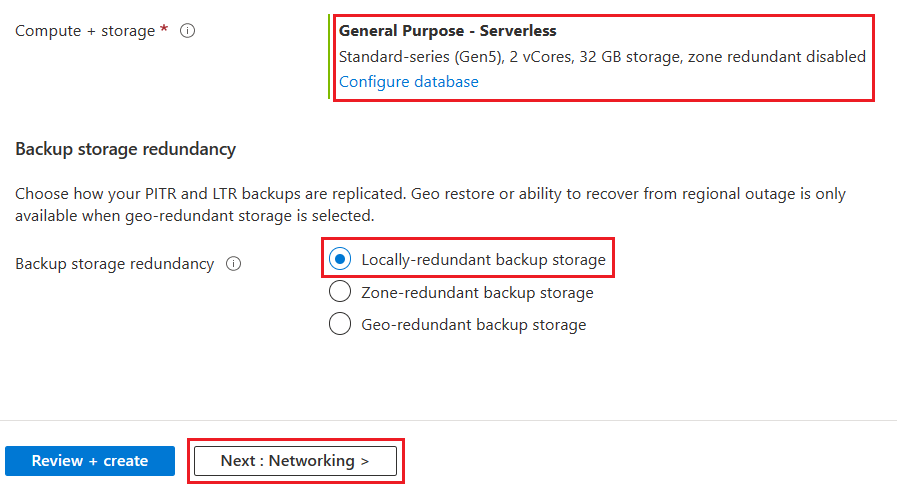 Compute + storage *
General Purpose - Serverless
Standard-series (Gen5), 2 vCores, 32 GB storage, zone redundant disabled
Configure database
Backup storage redundancy
Choose how your PITR and LTR backups are replicated. Geo restore or ability to recover from regional outage is only
available when geo-redundant storage is selected.
Backup storage redundancy
Locally-redundant backup storage
Zone-redundant backup storage
Geo-redundant backup storage
Review + create
Next : Networking >